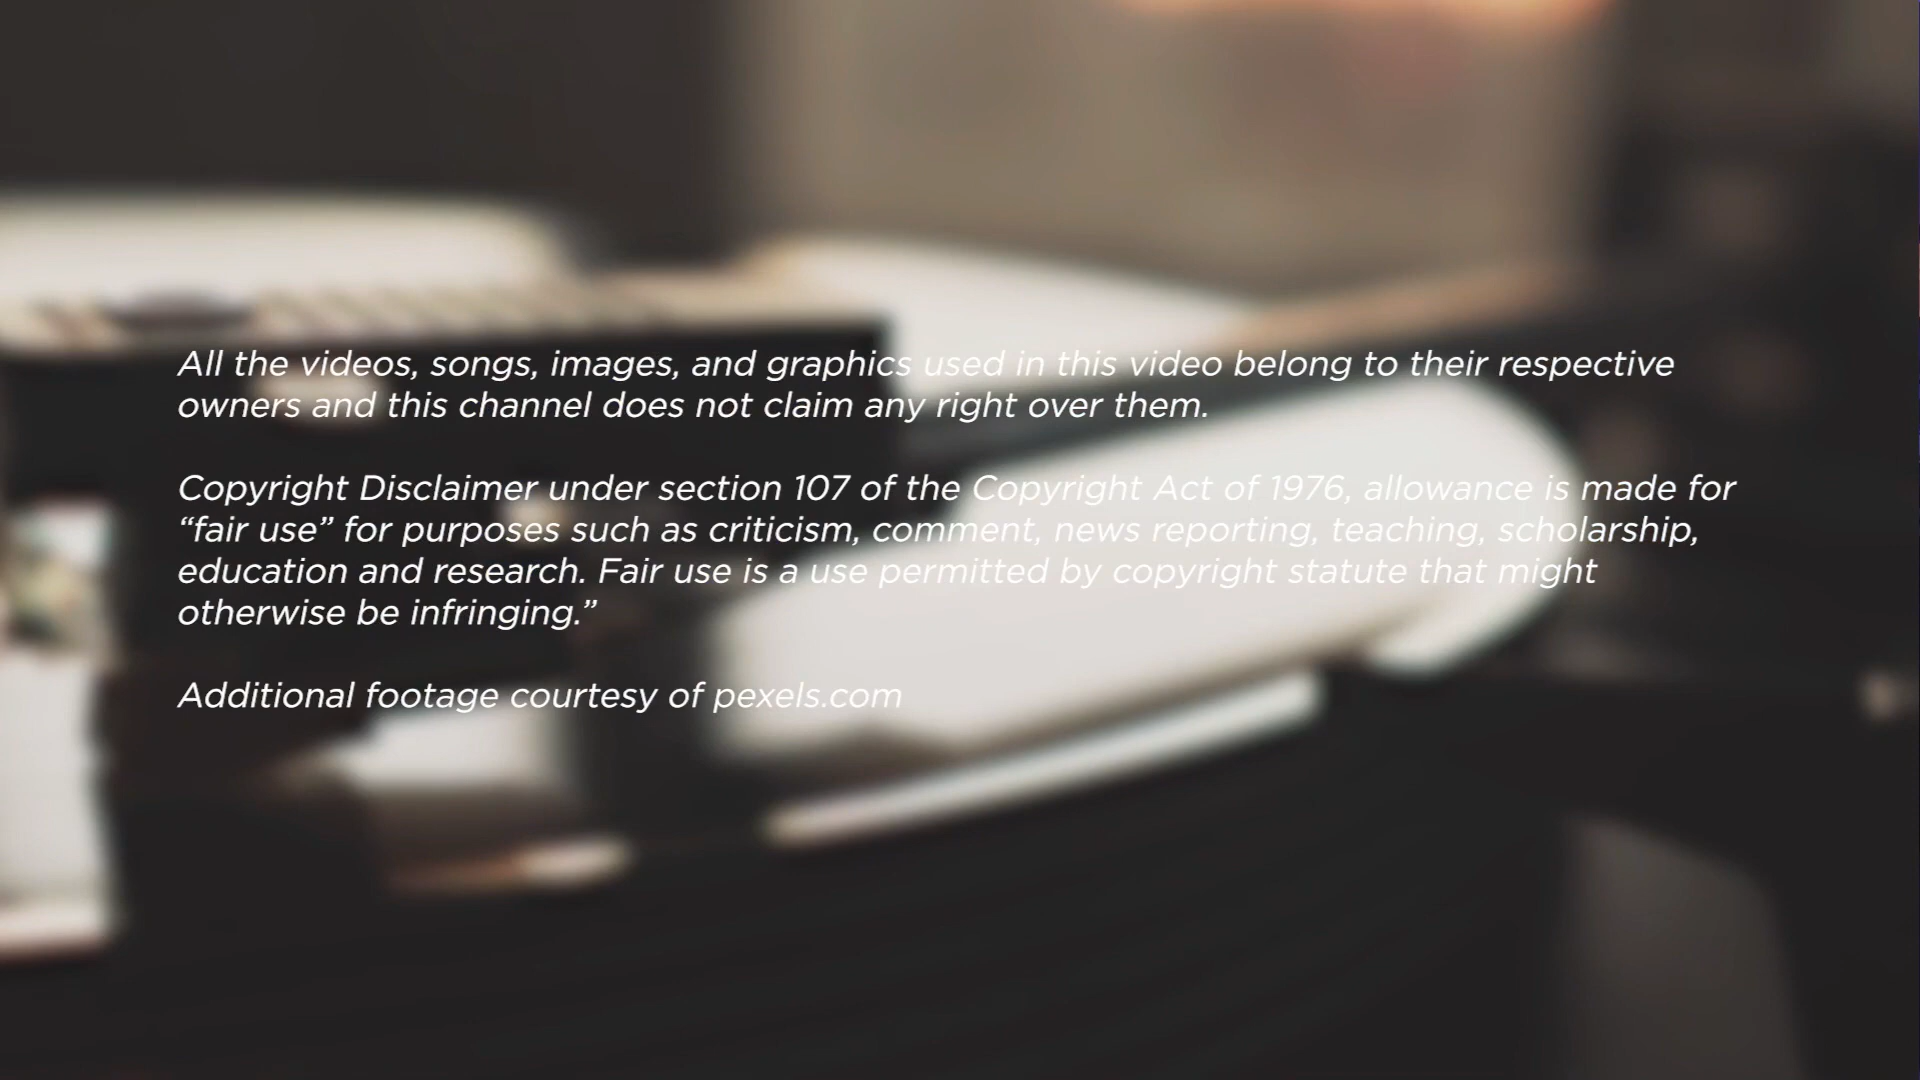 All the videos, songs, images, and graphics used in this video belong to their respective
owners and this channel does not claim any right over them.
Copyright Disclaimer under section 107 of the Copyright Act of 1976, allowance is made for
“fair use” for purposes such as criticism, comment, news reporting, teaching, scholarship,
education and research. Fair use is a use permitted by copyright statute that might
otherwise be infringing.”
Additional footage courtesy of pexels.com